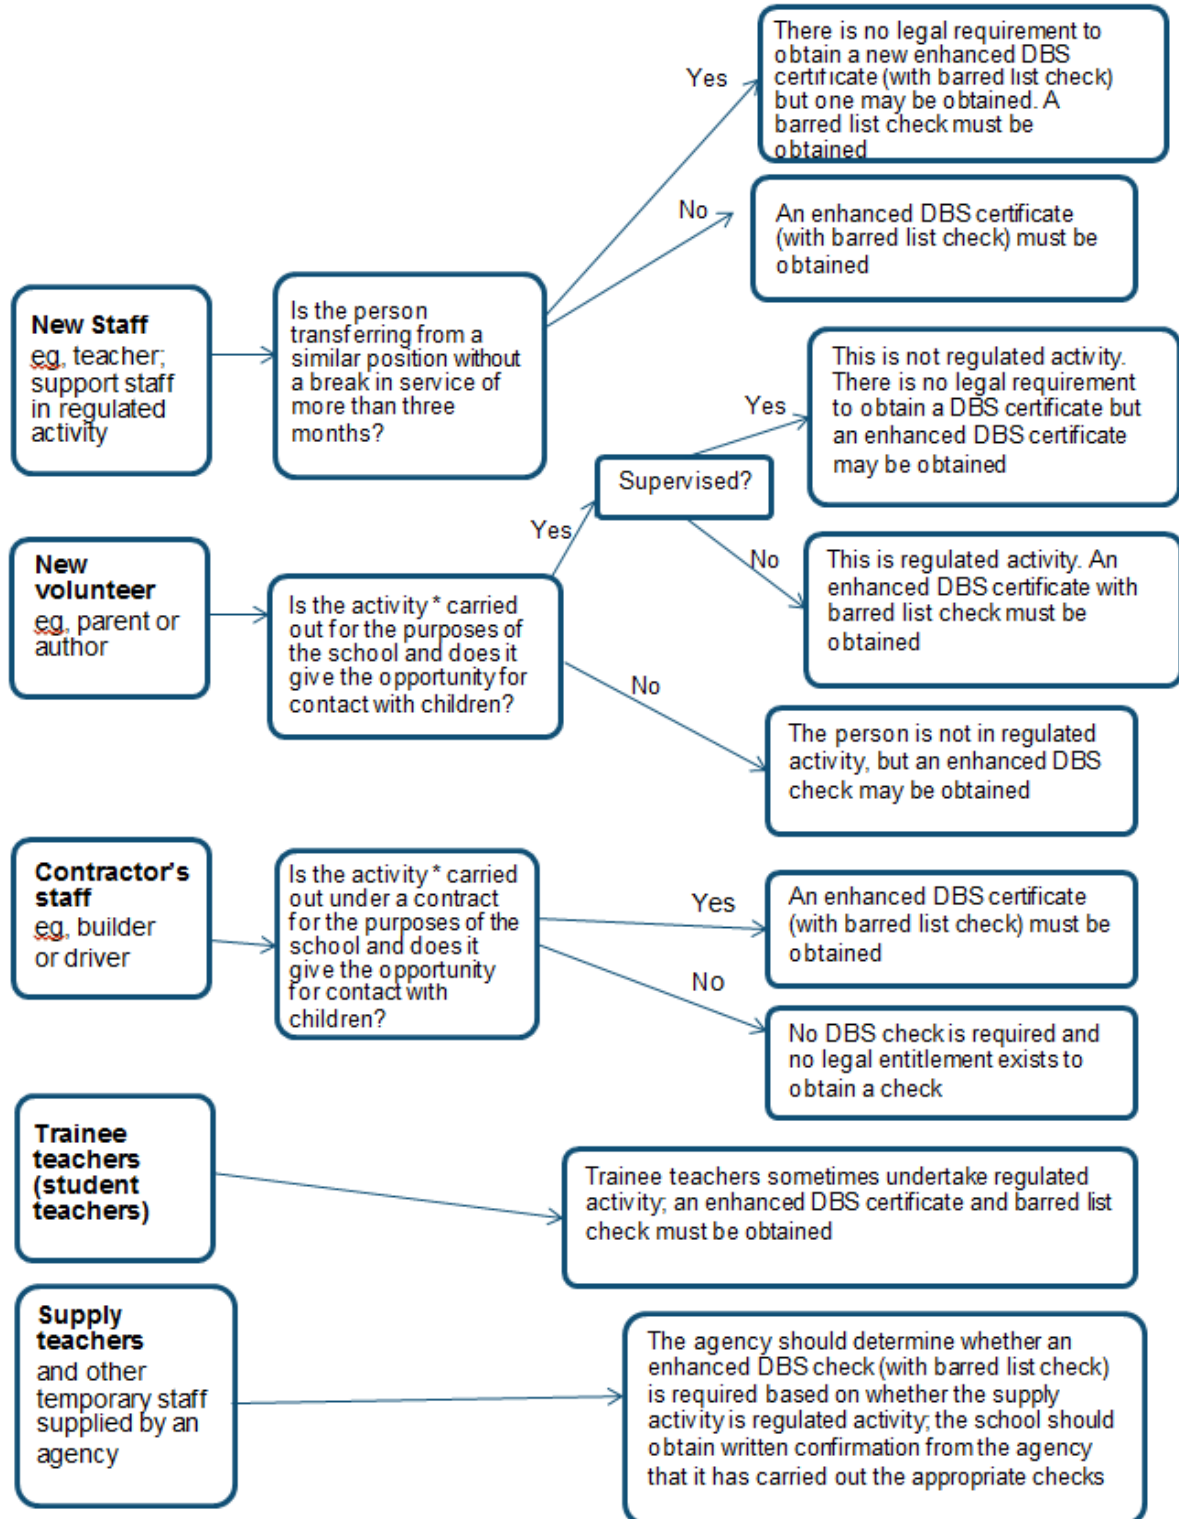 There is no legal requirement to
obtain a new enhanced DBS
certificate (with barred list check)
but one may be obtained. A
barred list check must be
obtained
Yes
No
An enhanced DBS certificate
(with barred list check) must be
obtained
New Staff
eg, teacher;
support staff
in regulated
activity
Is the person
transferring from a
similar position without
a break in service of
more than three
months?
This is not regulated activity.
There is no legal requirement
to obtain a DBS certificate but
an enhanced DBS certificate
may be obtained
Yes
Supervised?
Yes
No
This is regulated activity. An
enhanced DBS certificate with
barred list check must be
obtained
New
volunteer
eg, parent or
author
Is the activity * carried
out for the purposes of
the school and does it
give the opportunity for
contact with children?
No
The person is not in regulated
activity, but an enhanced DBS
check may be obtained
Contractor's
staff
eg, builder
or driver
Is the activity * carried
out under a contract
for the purposes of the
school and does it
give the opportunity
for contact with
children?
Yes
An enhanced DBS certificate
(with barred list check) must be
obtained
No
No DBS check is required and
no legal entitlement exists to
obtain a check
Trainee
teachers
(student
teachers)
Trainee teachers sometimes undertake regulated
activity; an enhanced DBS certificate and barred list
check must be obtained
Supply
teachers
and other
temporary staff
supplied by an
agency
The agency should determine whether an
enhanced DBS check (with barred list check)
is required based on whether the supply
activity is regulated activity; the school should
obtain written confirmation from the agency
that it has carried out the appropriate checks